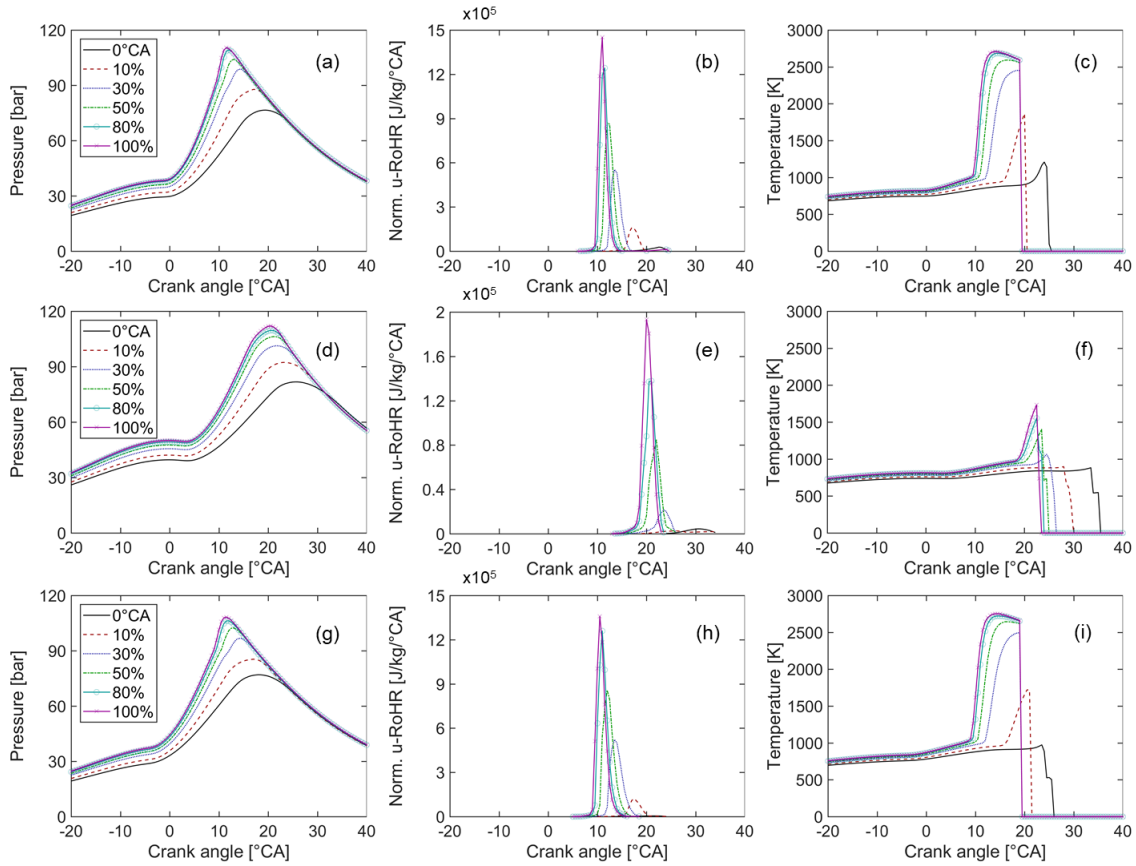 120
90
60
30
0
Pressure [bar]
0°CA
10%
30%
50%
80%
100%
(a)
-20 -10 0 10 20 30 40
Crank angle [°CA]
x10⁵
15
12
9
6
3
0
Norm. u-RoHR [J/kg/°CA]
(b)
-20 -10 0 10 20 30 40
Crank angle [°CA]
3000
2500
2000
1500
1000
500
0
Temperature [K]
(c)
-20 -10 0 10 20 30 40
Crank angle [°CA]
120
90
60
30
0
Pressure [bar]
0°CA
10%
30%
50%
80%
100%
(d)
-20 -10 0 10 20 30 40
Crank angle [°CA]
x10⁵
2
1.6
1.2
0.8
0.4
0
Norm. u-RoHR [J/kg/°CA]
(e)
-20 -10 0 10 20 30 40
Crank angle [°CA]
3000
2500
2000
1500
1000
500
0
Temperature [K]
(f)
-20 -10 0 10 20 30 40
Crank angle [°CA]
120
90
60
30
0
Pressure [bar]
0°CA
10%
30%
50%
80%
100%
(g)
-20 -10 0 10 20 30 40
Crank angle [°CA]
x10⁵
15
12
9
6
3
0
Norm. u-RoHR [J/kg/°CA]
(h)
-20 -10 0 10 20 30 40
Crank angle [°CA]
3000
2500
2000
1500
1000
500
0
Temperature [K]
(i)
-20 -10 0 10 20 30 40
Crank angle [°CA]